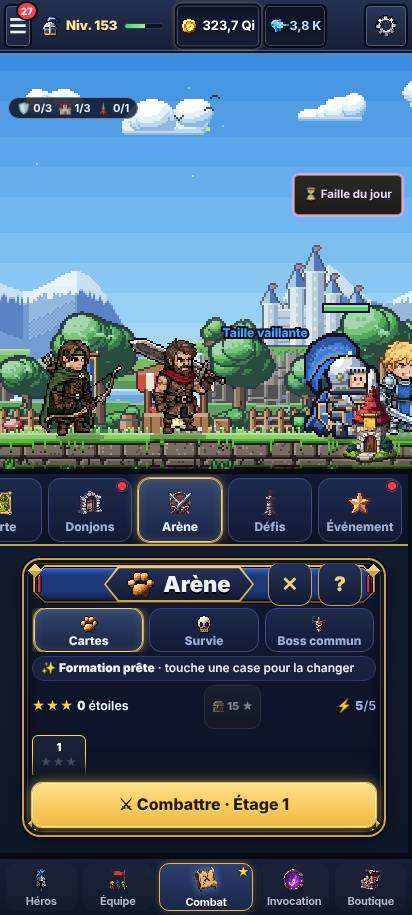 27
Niv. 153
323,7 Qi
3,8 K
0/3 1/3 0/1
Faille du jour
Taille vaillante
rte
Donjons
Arène
Défis
Événement
Arène
✕
?
Cartes
Survie
Boss commun
Formation prête · touche une case pour la changer
★★★ 0 étoiles
15 ★
5/5
1
★★★
Combattre · Étage 1
Héros
Équipe
Combat
Invocation
Boutique